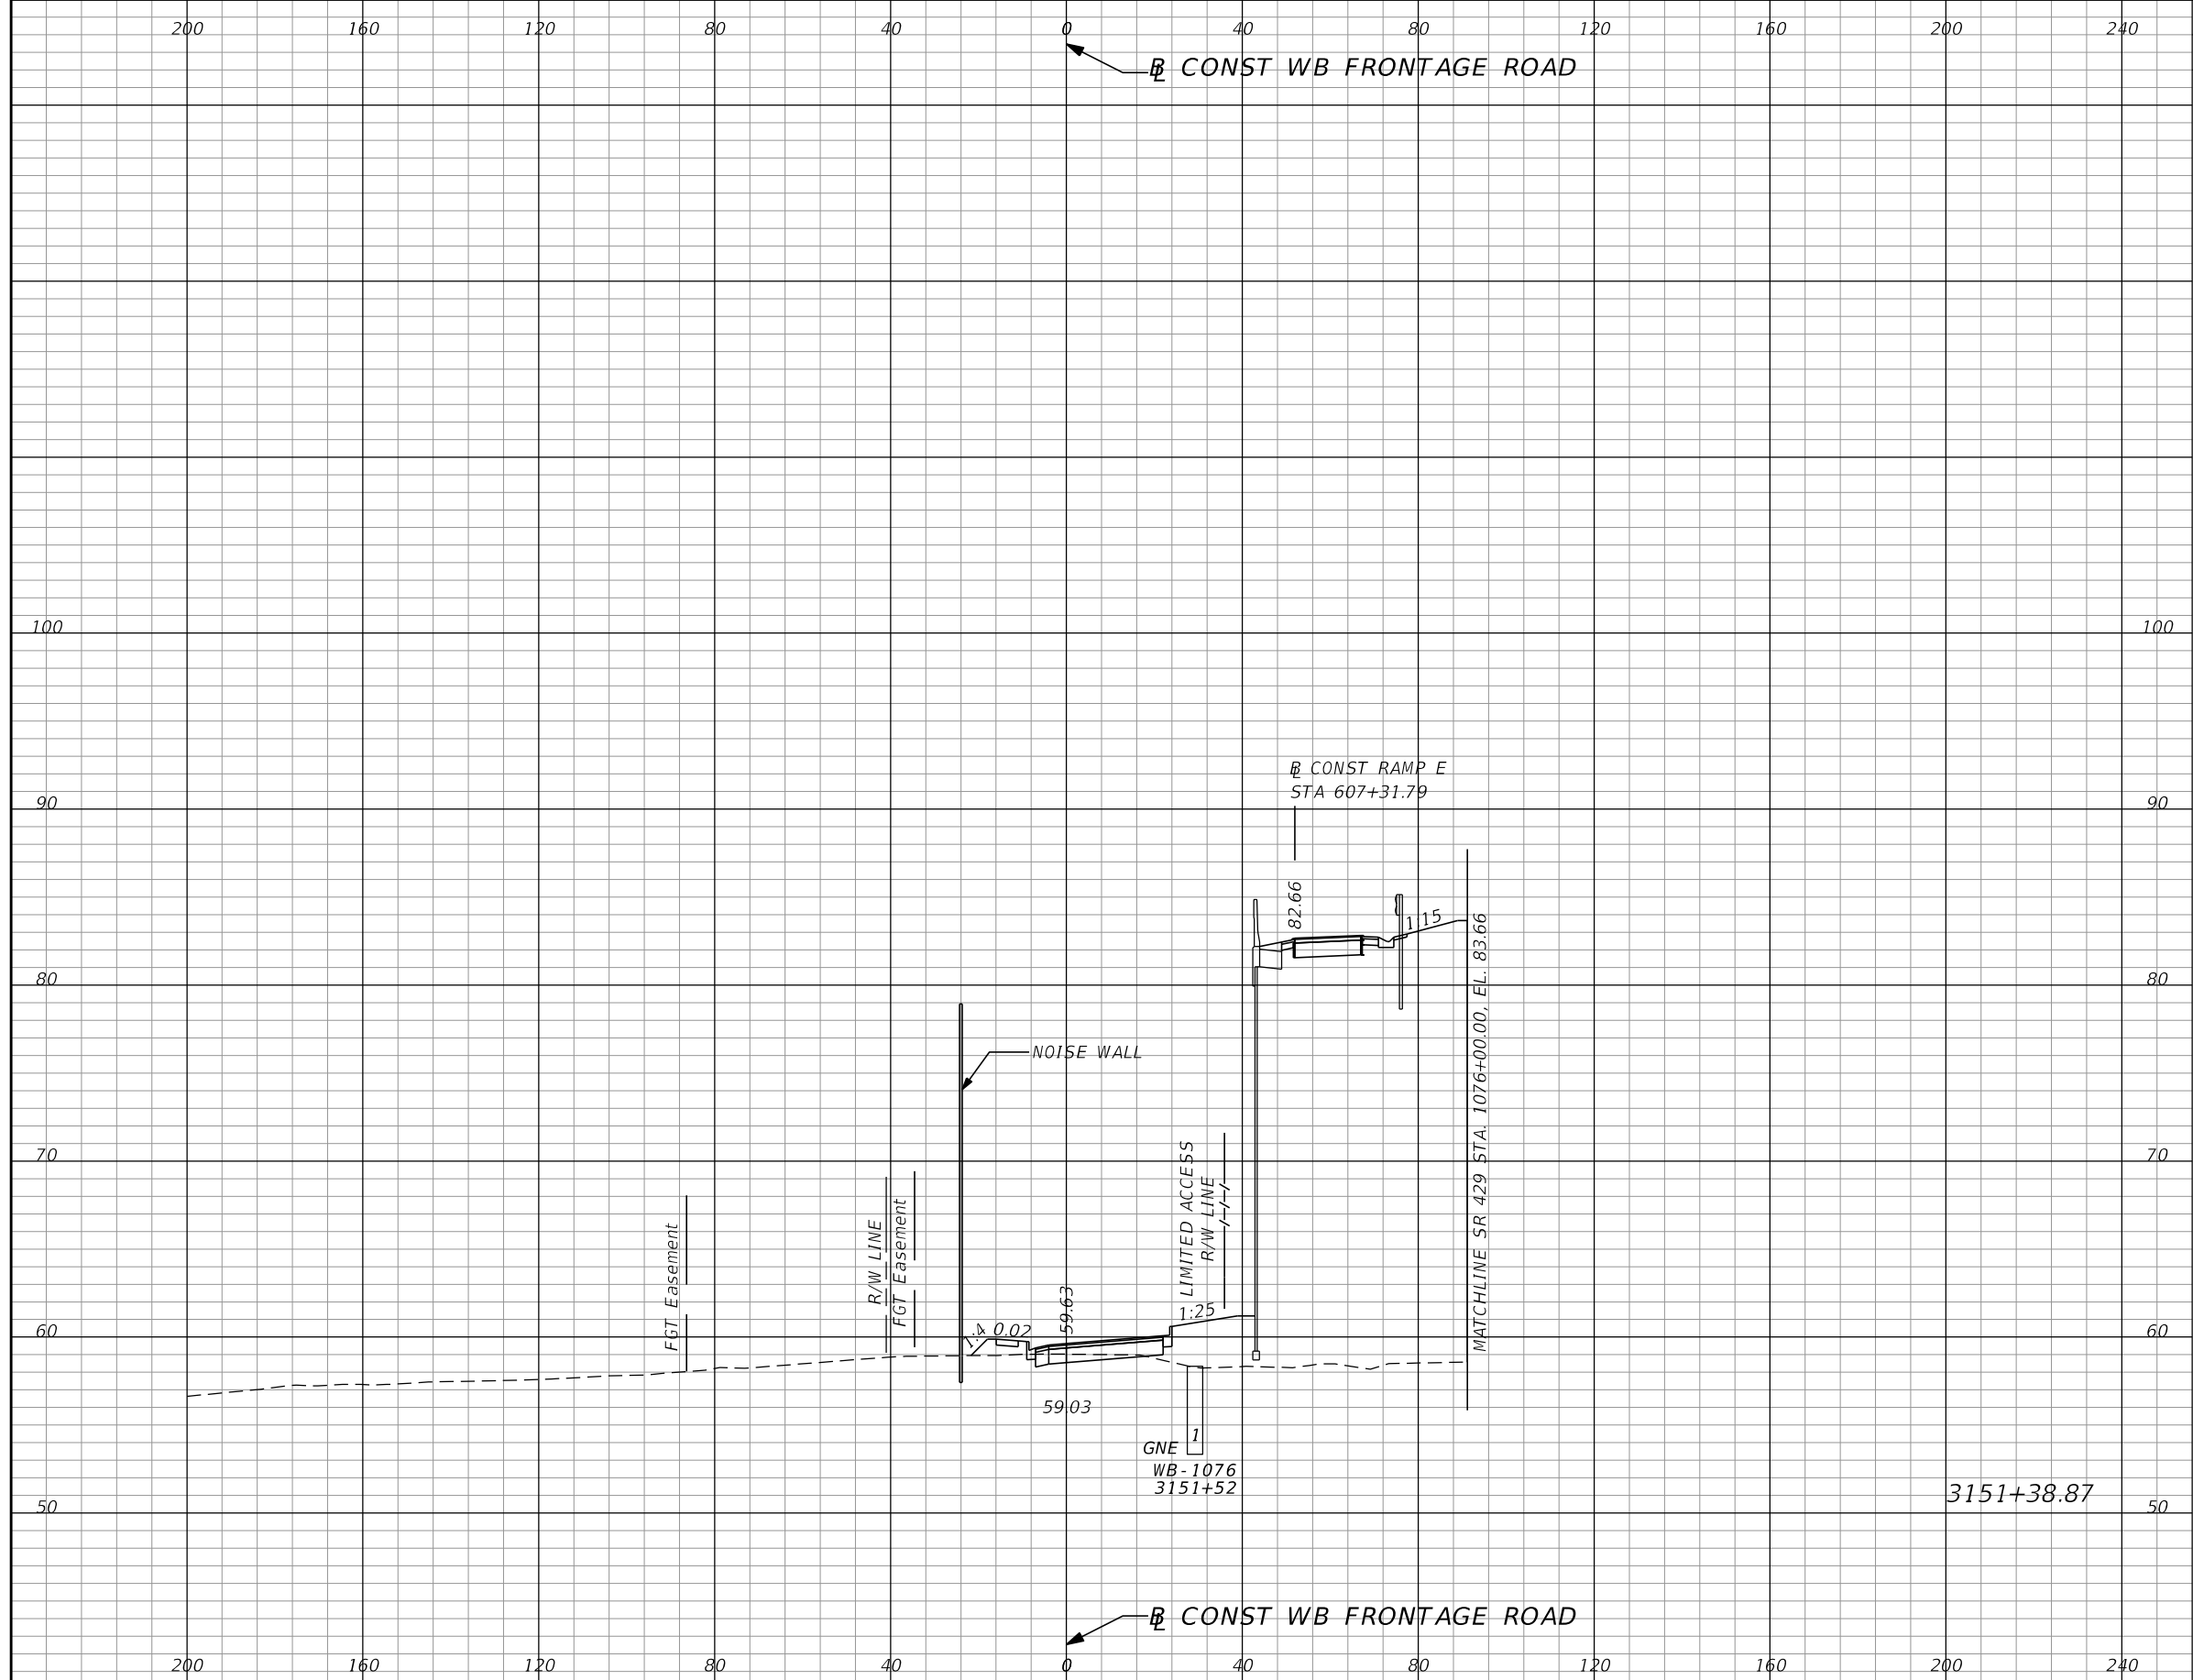 200 160 120 80 40 0 40 80 120 160 200 240
B CONST WB FRONTAGE ROAD
L
100 100
B CONST RAMP E
L
STA 607+31.79
90 90
82.66
1:15
80 80
MATCHLINE SR 429 STA. 1076+00.00, EL. 83.66
NOISE WALL
70 70
FGT Easement
R/W LINE
FGT Easement
LIMITED ACCESS
R/W LINE
60 60
1:4 0.02
59.63
1:25
59.03
1
GNE
WB-1076
3151+52
3151+38.87
50 50
B CONST WB FRONTAGE ROAD
L
200 160 120 80 40 0 40 80 120 160 200 240